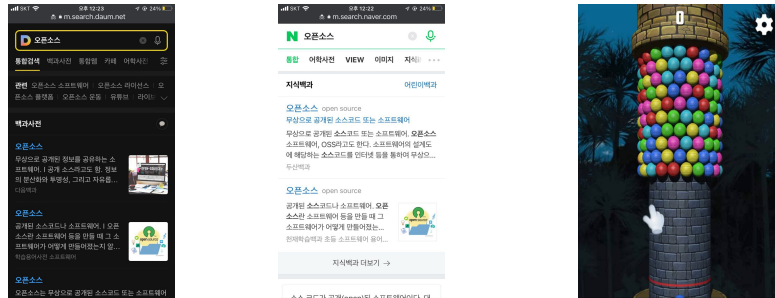 SKT 오후 12:23 24%
m.search.daum.net
오픈소스
통합검색 백과사전 통합웹 카페 어학사전
관련 오픈소스 소프트웨어 오픈소스 라이선스 오
픈소스 플랫폼 오픈소스 운동 유튜브 라이브
백과사전
오픈소스
무상으로 공개된 정보를 공유하는 소
프트웨어. | 공개 소스라고도 함. 정보
의 분산화와 투명성, 그리고 자유롭...
다음백과
오픈소스
공개된 소스코드나 소프트웨어. | 오픈
소스란 소프트웨어 등을 만들 때 그 소
프트웨어가 어떻게 만들어졌는지 알...
학습용어사전 소프트웨어
오픈소스
오픈소스는 무상으로 공개된 소스코드 또는 소프트웨어
SKT 오후 12:22 24%
m.search.naver.com
N 오픈소스
통합 어학사전 VIEW 이미지 지식
지식백과 어린이백과
오픈소스 open source
무상으로 공개된 소스코드 또는 소프트웨어
무상으로 공개된 소스코드 또는 소프트웨어. 오픈소스
소프트웨어, OSS라고도 한다. 소프트웨어의 설계도
에 해당하는 소스코드를 인터넷 등을 통하여 무상으...
두산백과
오픈소스 open source
공개된 소스코드나 소프트웨어. 오픈
소스란 소프트웨어 등을 만들 때 그
소프트웨어가 어떻게 만들어졌는...
천재학습백과 초등 소프트웨어 용어...
지식백과 더보기 →
소스 코드가 공개(open)된 소프트웨어이다. 대
0